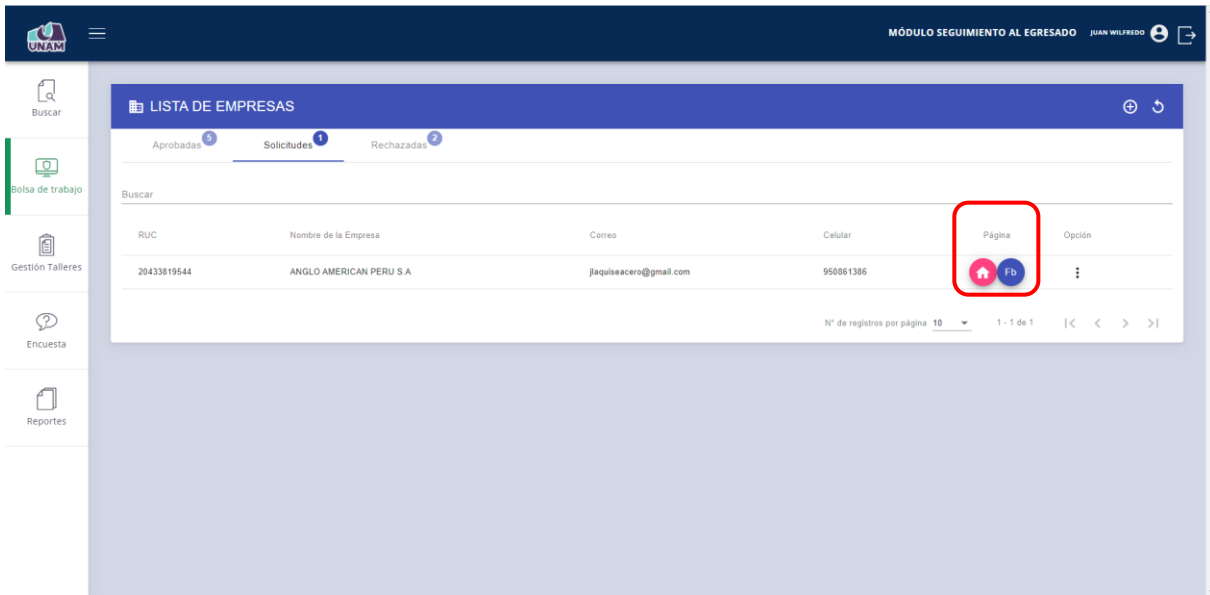 UNAM
MÓDULO SEGUIMIENTO AL EGRESADO JUAN WILFREDO
Buscar
Bolsa de trabajo
Gestión Talleres
Encuesta
Reportes
LISTA DE EMPRESAS
Aprobadas 5 Solicitudes 1 Rechazadas 2
Buscar
RUC Nombre de la Empresa Correo Celular Página Opción
20433819544 ANGLO AMERICAN PERU S.A jlaquiseacero@gmail.com 950861386 Fb
N° de registros por página 10 1 - 1 de 1